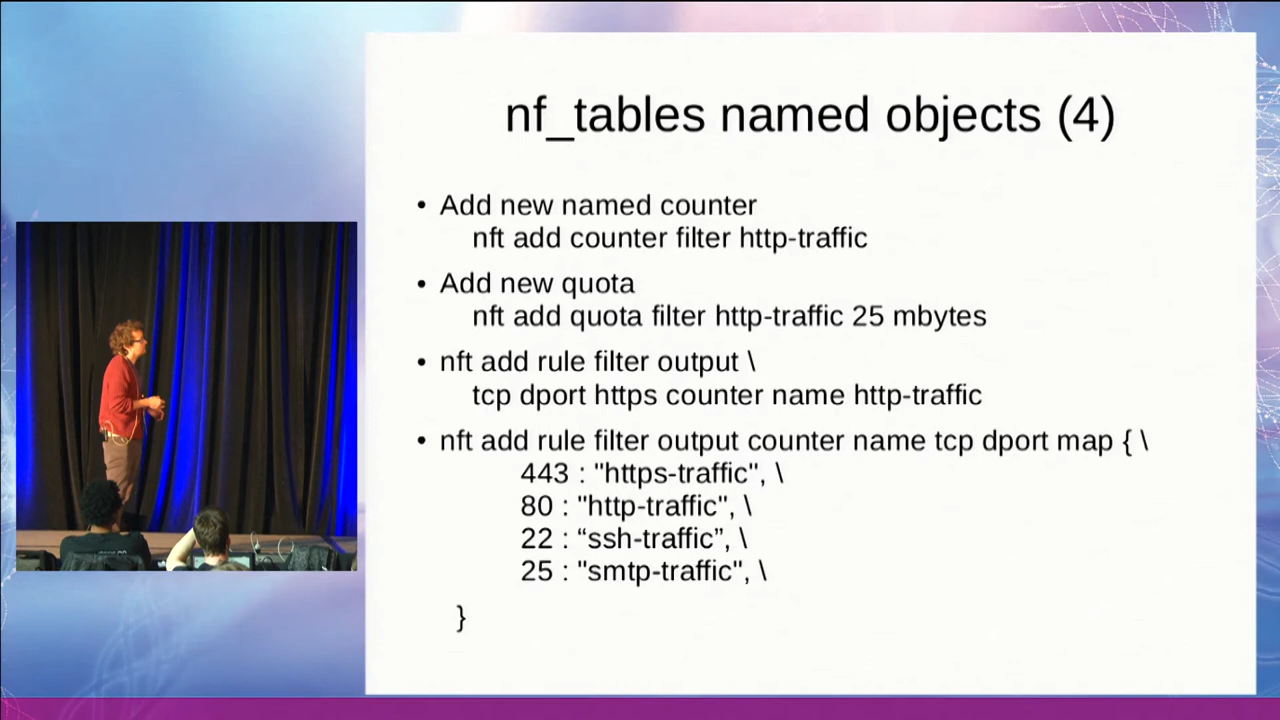 nf_tables named objects (4)
• Add new named counter
nft add counter filter http-traffic
• Add new quota
nft add quota filter http-traffic 25 mbytes
• nft add rule filter output \
tcp dport https counter name http-traffic
• nft add rule filter output counter name tcp dport map { \
443 : "https-traffic", \
80 : "http-traffic", \
22 : “ssh-traffic”, \
25 : "smtp-traffic", \
}